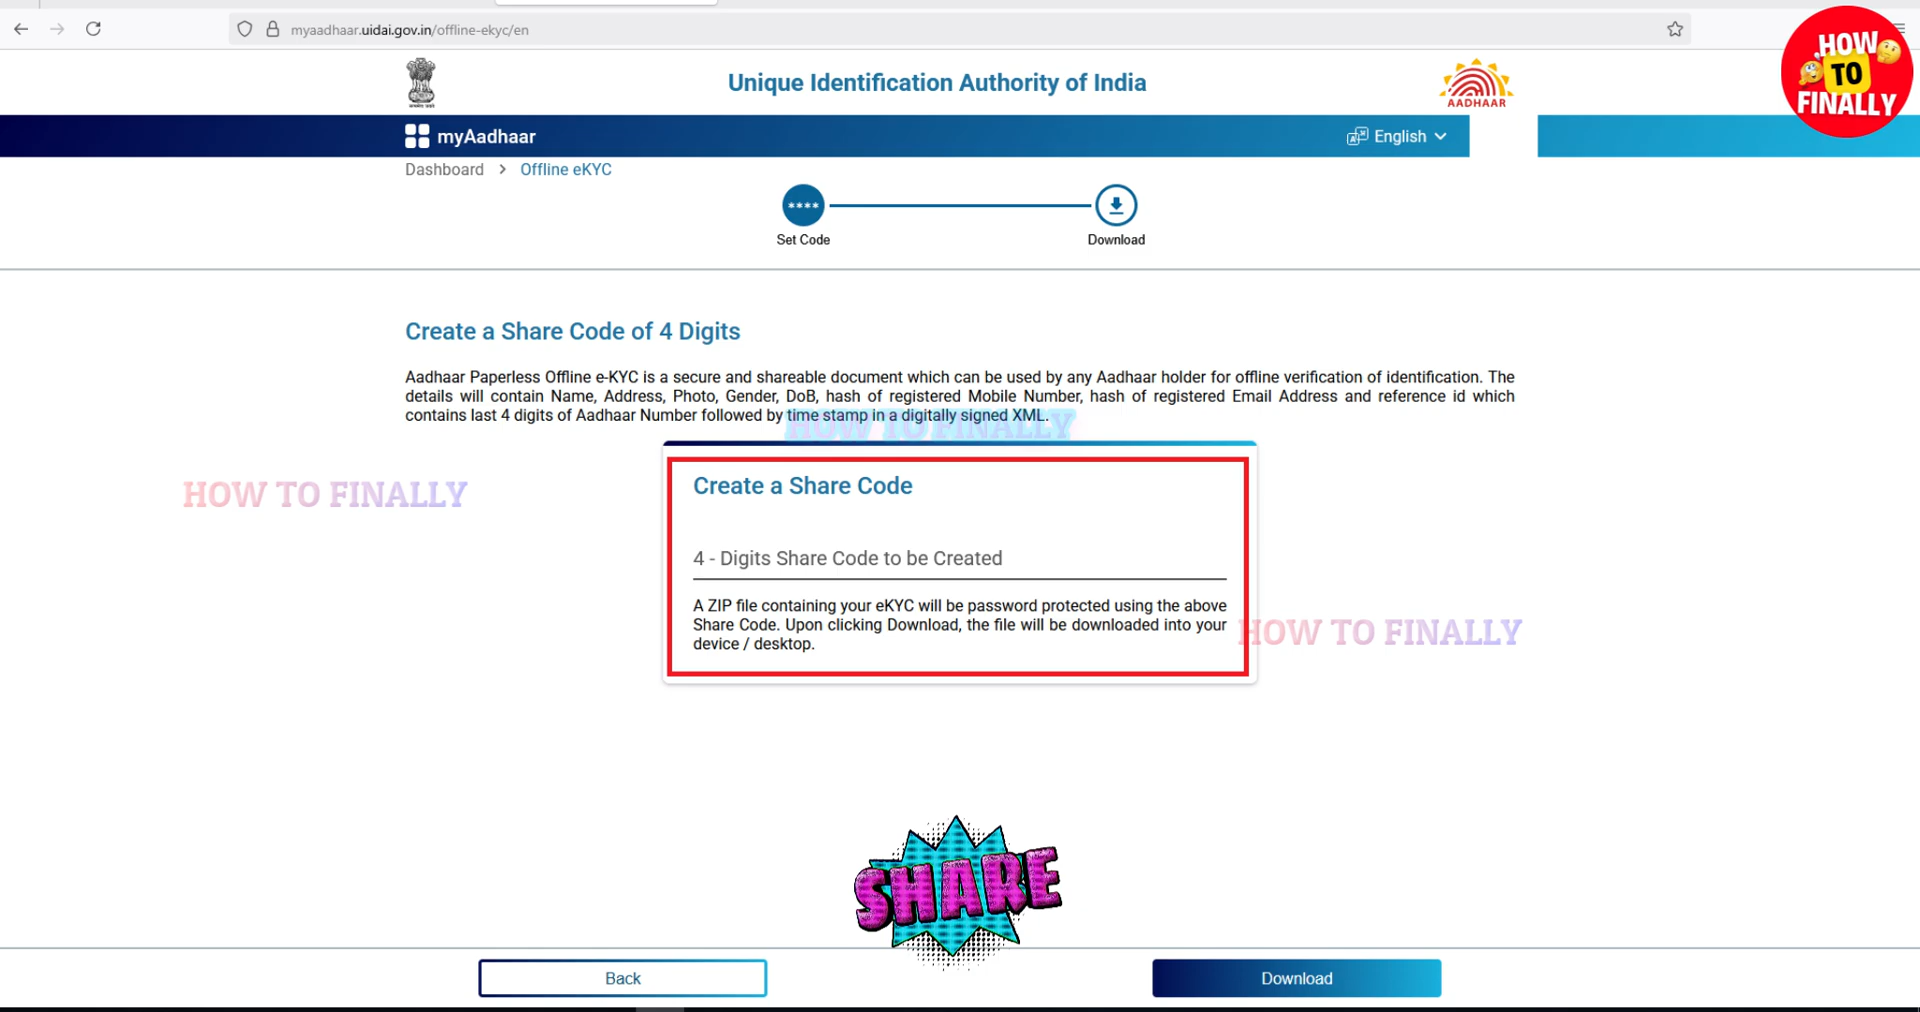 myaadhaar.uidai.gov.in/offline-ekyc/en
HOW
TO
FINALLY
Unique Identification Authority of India
AADHAAR
myAadhaar
English
Dashboard > Offline eKYC
****
Set Code
Download
Create a Share Code of 4 Digits
Aadhaar Paperless Offline e-KYC is a secure and shareable document which can be used by any Aadhaar holder for offline verification of identification. The
details will contain Name, Address, Photo, Gender, DoB, hash of registered Mobile Number, hash of registered Email Address and reference id which
contains last 4 digits of Aadhaar Number followed by time stamp in a digitally signed XML.
HOW TO FINALLY
Create a Share Code
HOW TO FINALLY
4 - Digits Share Code to be Created
A ZIP file containing your eKYC will be password protected using the above
Share Code. Upon clicking Download, the file will be downloaded into your
device / desktop.
HOW TO FINALLY
SHARE
Back
Download